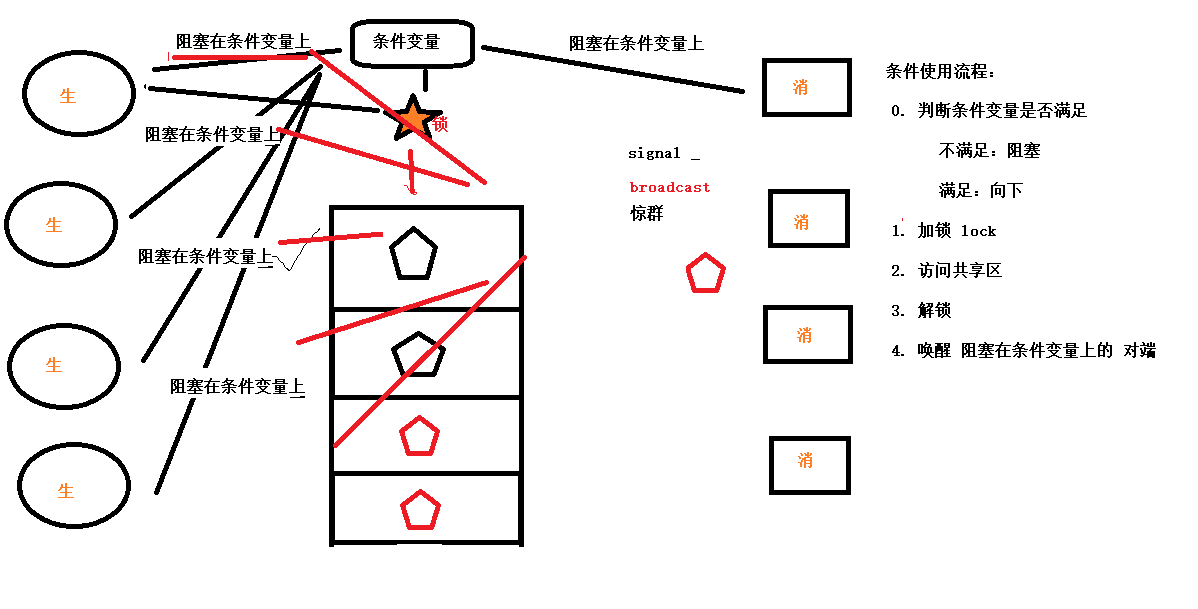 阻塞在条件变量上
条件变量
阻塞在条件变量上
生
锁
消
阻塞在条件变量上
生
阻塞在条件变量上
生
阻塞在条件变量上
生
signal _
broadcast
惊群
消
消
消
条件使用流程：
0. 判断条件变量是否满足
不满足：阻塞
满足：向下
1. 加锁 lock
2. 访问共享区
3. 解锁
4. 唤醒 阻塞在条件变量上的 对端